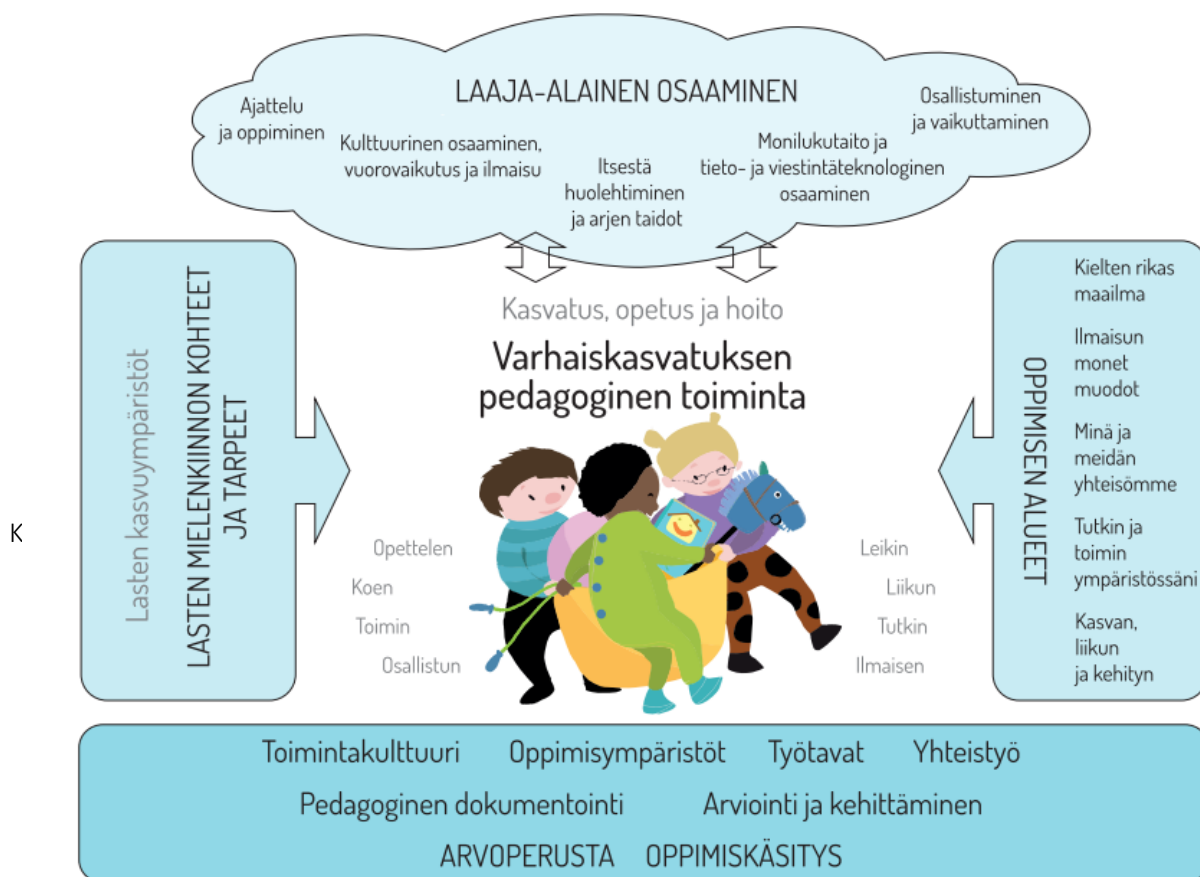 LAAJA-ALAINEN OSAAMINEN
Ajattelu
ja oppiminen
Kulttuurinen osaaminen,
vuorovaikutus ja ilmaisu
Itsestä
huolehtiminen
ja arjen taidot
Monilukutaito ja
tieto- ja viestintäteknologinen
osaaminen
Osallistuminen
ja vaikuttaminen
K
Lasten kasvuympäristöt
LASTEN MIELENKIINNON KOHTEET
JA TARPEET
Kasvatus, opetus ja hoito
Varhaiskasvatuksen
pedagoginen toiminta
Opettelen
Koen
Toimin
Osallistun
Leikin
Liikun
Tutkin
Ilmaisen
OPPIMISEN ALUEET
Kielten rikas
maailma
Ilmaisun
monet
muodot
Minä ja
meidän
yhteisömme
Tutkin ja
toimin
ympäristössäni
Kasvan,
liikun
ja kehityn
Toimintakulttuuri Oppimisympäristöt Työtavat Yhteistyö
Pedagoginen dokumentointi Arviointi ja kehittäminen
ARVOPERUSTA OPPIMISKÄSITYS